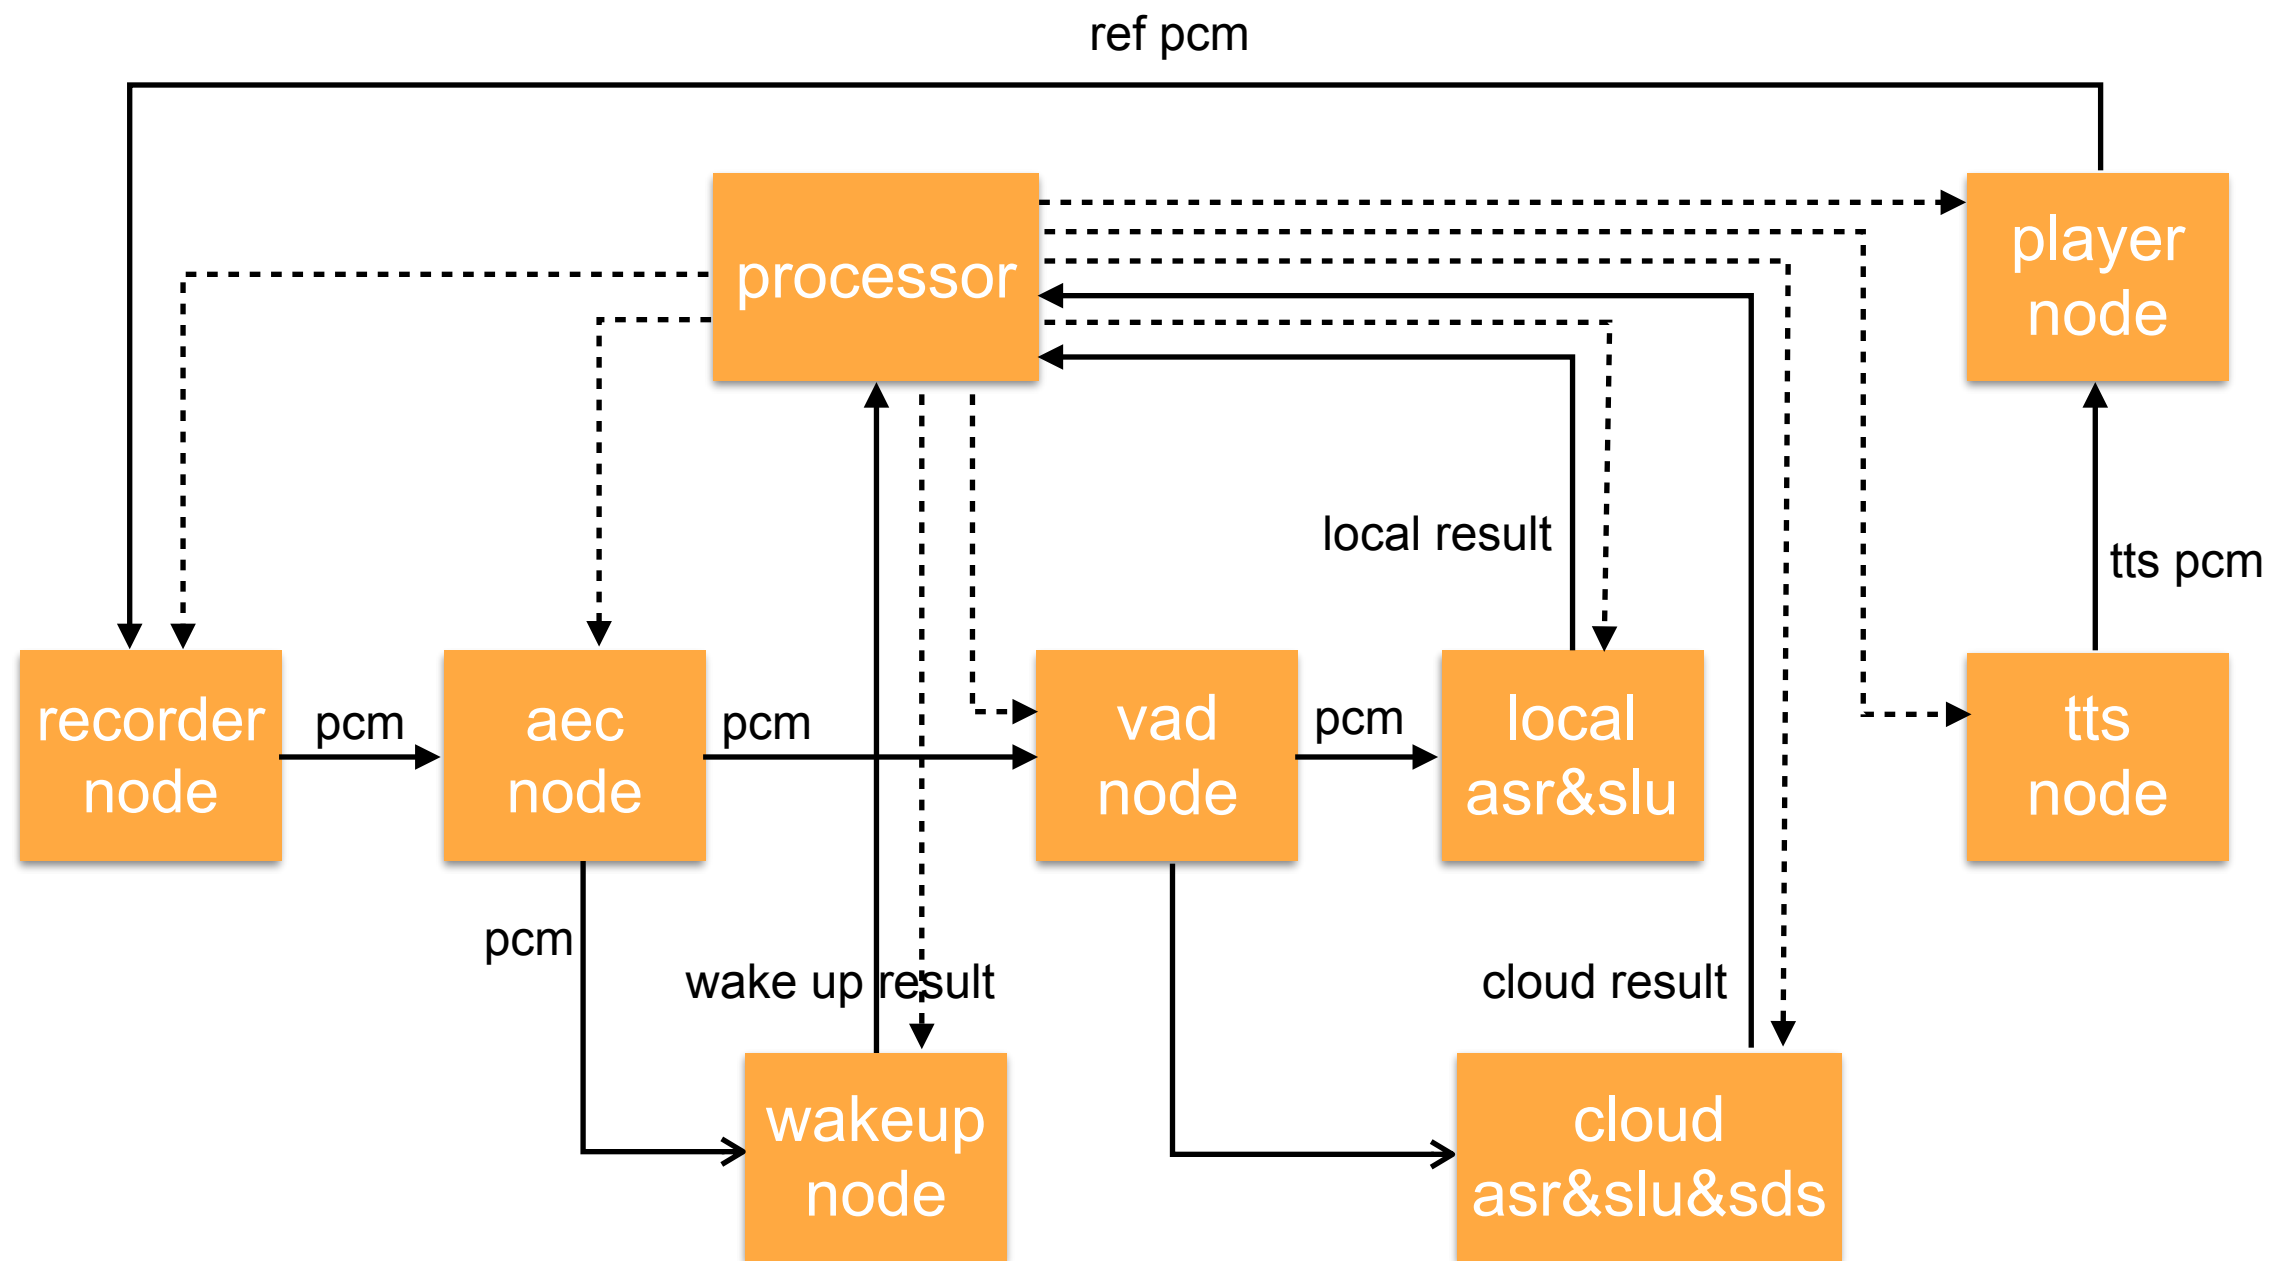 ref pcm
processor
player
node
local result
tts pcm
recorder
node
pcm
aec
node
pcm
vad
node
pcm
local
asr&slu
tts
node
pcm
wake up result
cloud result
wakeup
node
cloud
asr&slu&sds